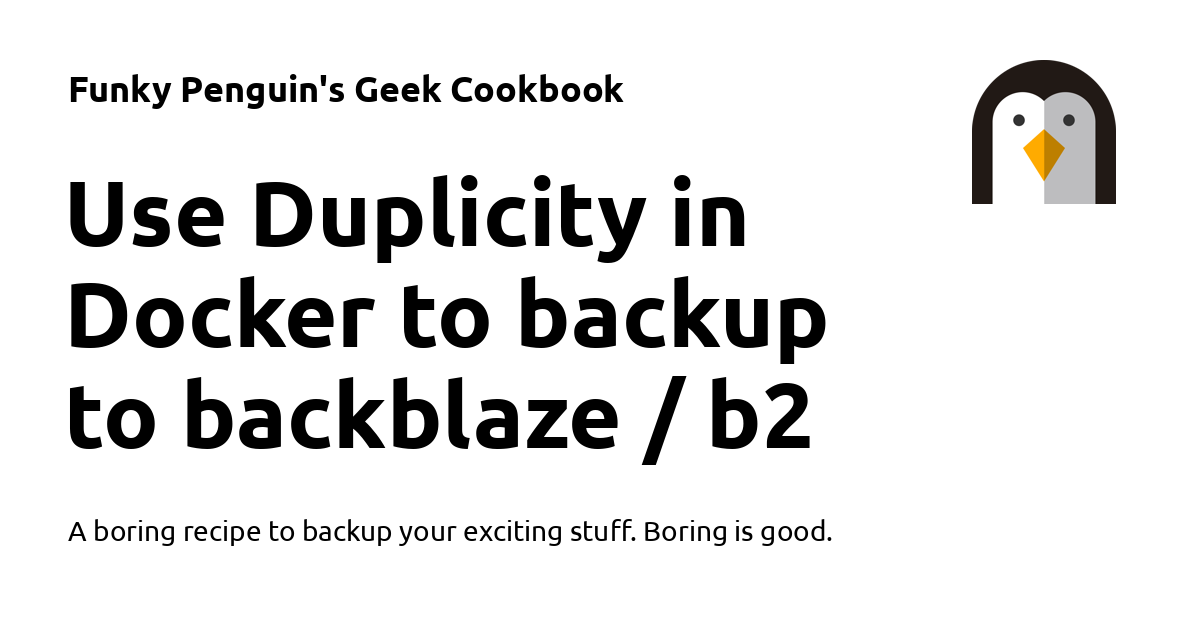 Funky Penguin's Geek Cookbook
Use Duplicity in
Docker to backup
to backblaze / b2
A boring recipe to backup your exciting stuff. Boring is good.